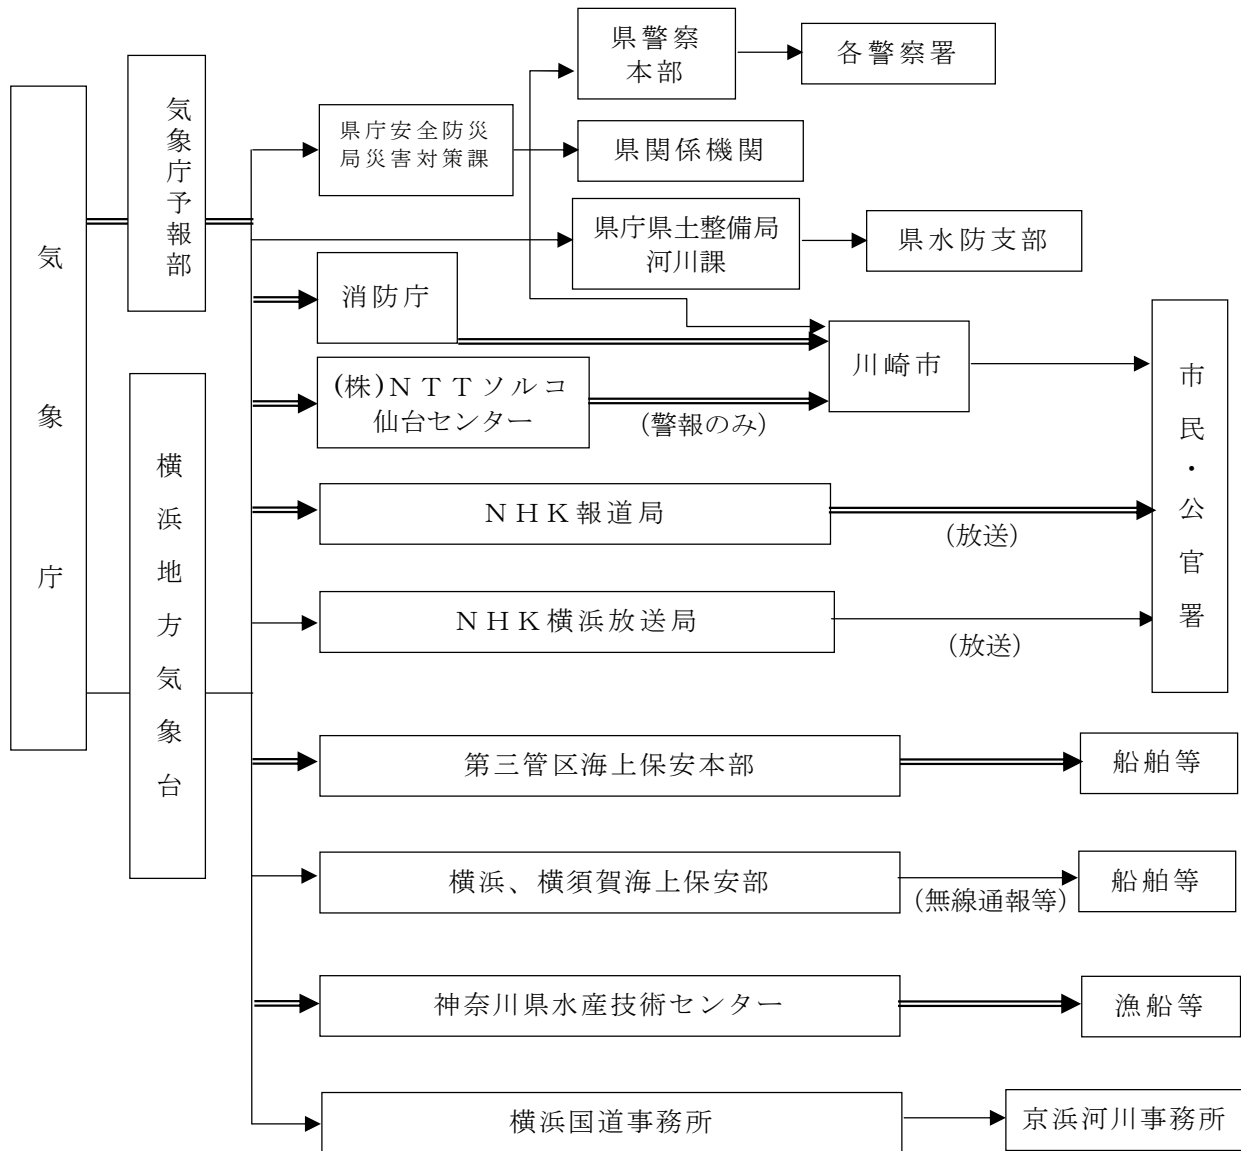 気象庁
気象庁予報部
横浜地方気象台
県庁安全防災
局災害対策課
県警察
本部
各警察署
県関係機関
県庁県土整備局
河川課
県水防支部
消防庁
(株)ＮＴＴソルコ
仙台センター
(警報のみ)
川崎市
市民・公官署
ＮＨＫ報道局
(放送)
ＮＨＫ横浜放送局
(放送)
第三管区海上保安本部
船舶等
横浜、横須賀海上保安部
(無線通報等)
船舶等
神奈川県水産技術センター
漁船等
横浜国道事務所
京浜河川事務所